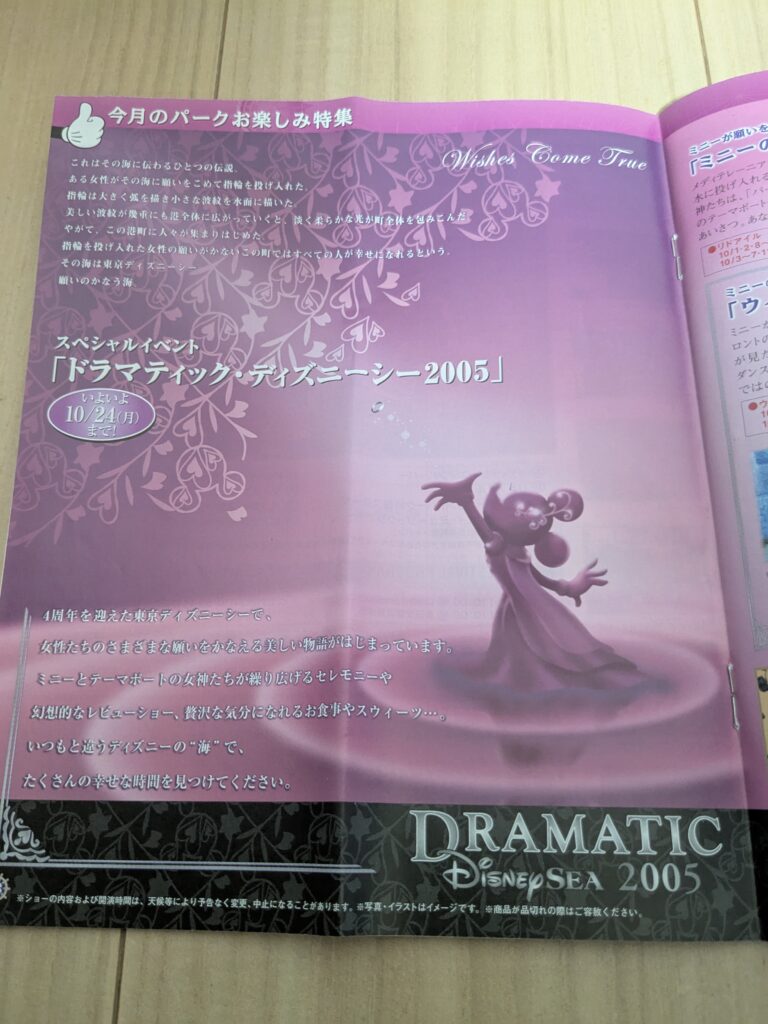 今月のパークお楽しみ特集
Wishes Come True
これはその海に伝わるひとつの伝説。
ある女性がその海に願いをこめて指輪を投げ入れた。
指輪は大きく弧を描き小さな波紋を水面に描いた。
美しい波紋が幾重にも港全体に広がっていくと、淡く柔らかな光が町全体を包みこんだ。
やがて、この港町に人々が集まりはじめた。
指輪を投げ入れた女性の願いがかない この町ではすべての人が幸せになれるという。
その海は東京ディズニーシー
願いのかなう海。
スペシャルイベント
「ドラマティック・ディズニーシー2005」
いよいよ
10/24(月)
まで!
4周年を迎えた東京ディズニーシーで、
女性たちのさまざまな願いをかなえる美しい物語がはじまっています。
ミニーとテーマポートの女神たちが繰り広げるセレモニーや
幻想的なレビューショー、贅沢な気分になれるお食事やスウィーツ…。
いつもと違うディズニーの“海”で、
たくさんの幸せな時間を見つけてください。
DRAMATIC
DISNEYSEA 2005
※ショーの内容および開演時間は、天候等により予告なく変更、中止になることがあります。※写真・イラストはイメージです。※商品が品切れの際はご容赦ください。
ミニーが願いを
「ミニーの
メディテレーニア
水に投げ入れる
神たちは、「パー
のテーマポート
あいさつ。あな
●リドアイル
10/1・2・8
10/3〜7・1
ミニーの
「ウィ
ミニーが
ロントの
が見た
ダンス
ではの